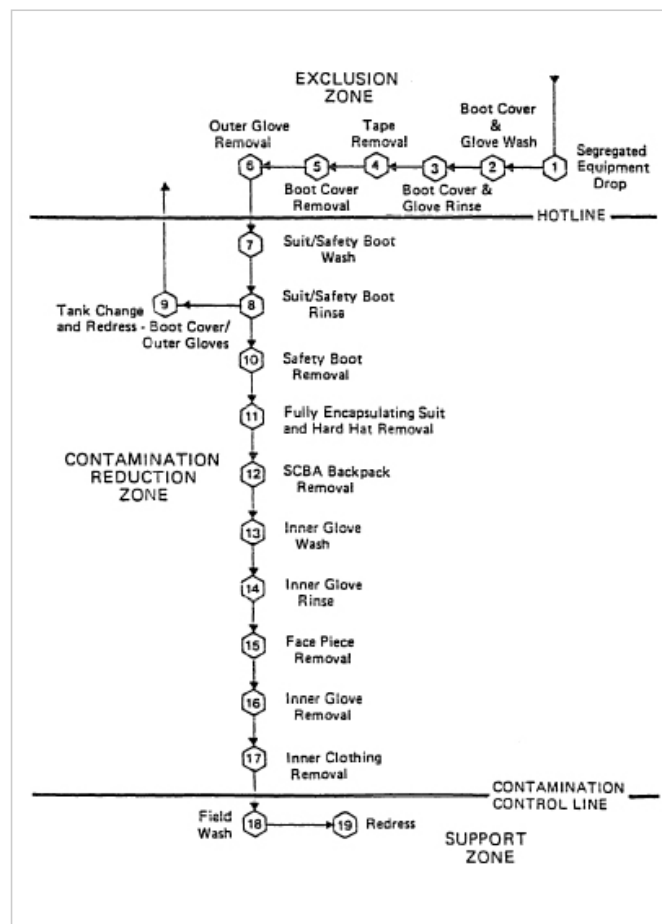 EXCLUSION
ZONE
Segregated
Equipment
Drop
1
Boot Cover
&
Glove Wash
2
Boot Cover &
Glove Rinse
3
Tape
Removal
4
Boot Cover
Removal
5
Outer Glove
Removal
6
HOTLINE
7
Suit/Safety Boot
Wash
8
Suit/Safety Boot
Rinse
9
Tank Change
and Redress - Boot Cover/
Outer Gloves
10
Safety Boot
Removal
11
Fully Encapsulating Suit
and Hard Hat Removal
CONTAMINATION
REDUCTION
ZONE
12
SCBA Backpack
Removal
13
Inner Glove
Wash
14
Inner Glove
Rinse
15
Face Piece
Removal
16
Inner Glove
Removal
17
Inner Clothing
Removal
CONTAMINATION
CONTROL LINE
Field
Wash
18
19
Redress
SUPPORT
ZONE